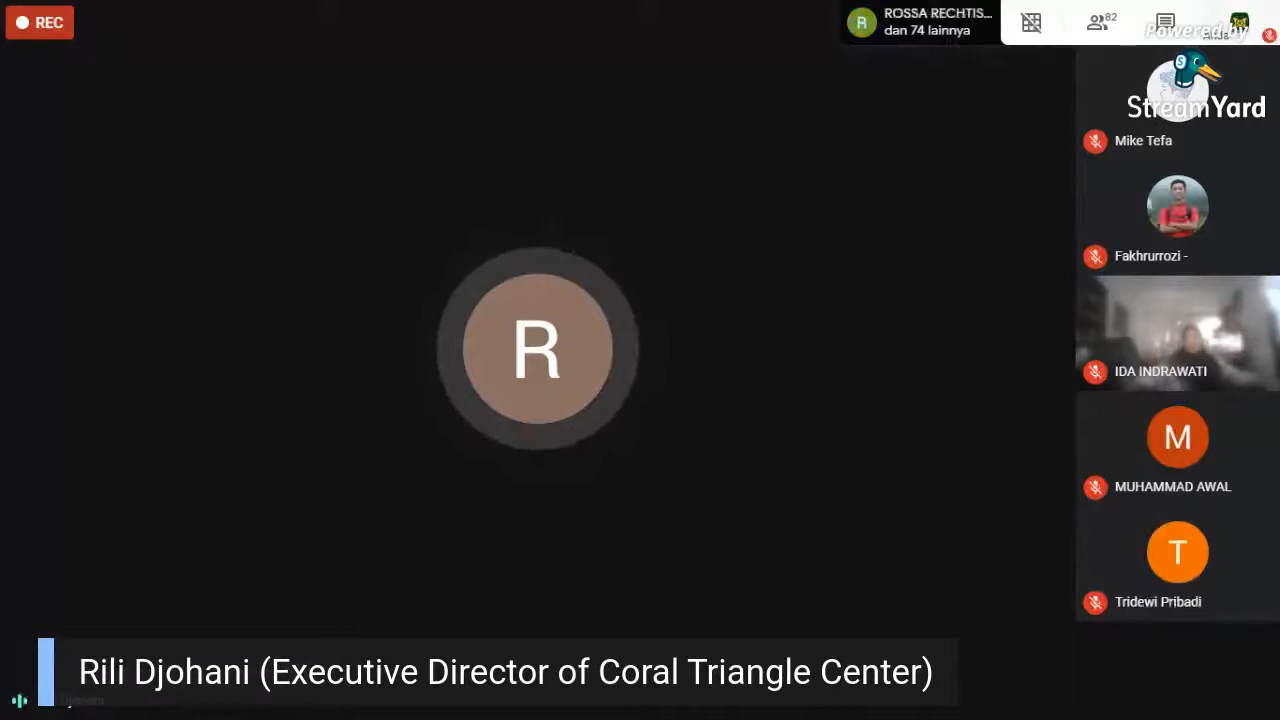 REC
R
ROSSA RECHTIS...
dan 74 lainnya
82
Powered by
StreamYard
Mike Tefa
Fakhrurrozi -
IDA INDRAWATI
R
M
MUHAMMAD AWAL
T
Tridewi Pribadi
Rili Djohani (Executive Director of Coral Triangle Center)